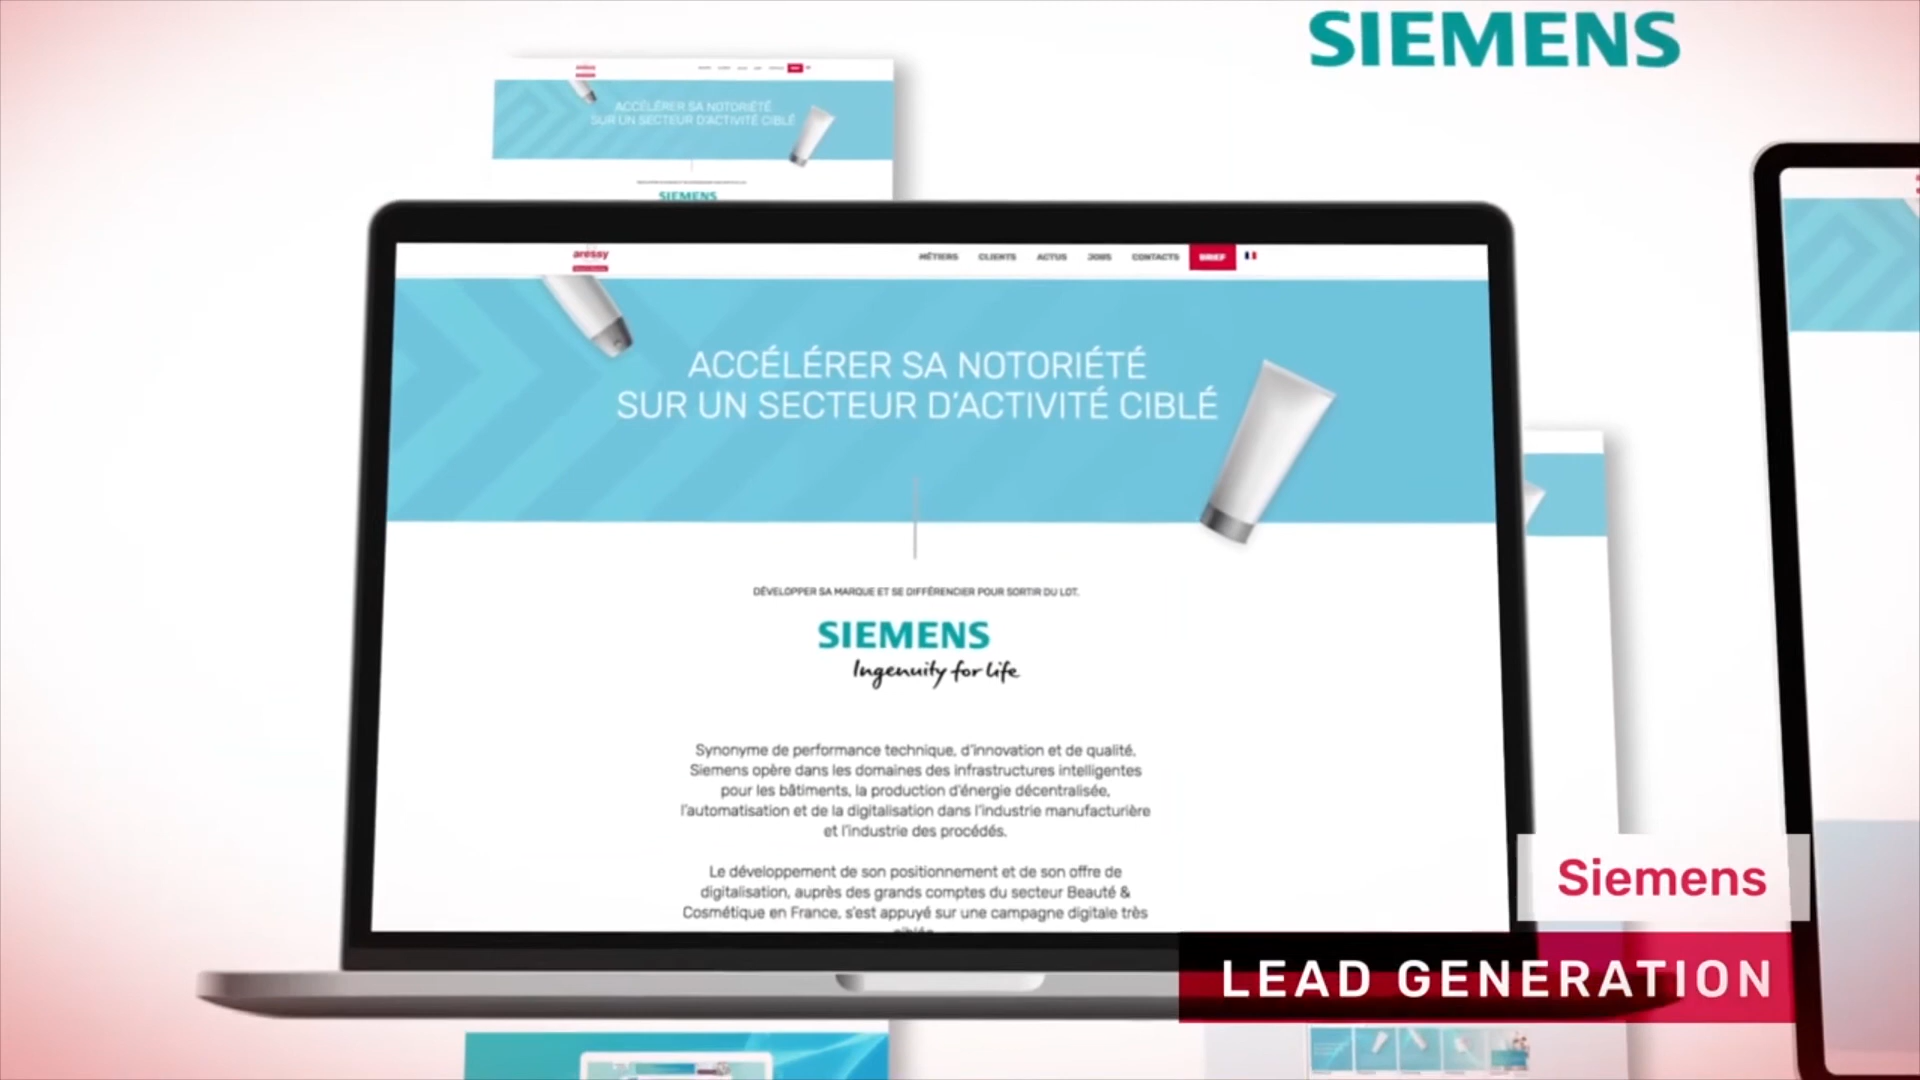 SIEMENS
ACCÉLÉRER SA NOTORIÉTÉ
SUR UN SECTEUR D'ACTIVITÉ CIBLÉ
SIEMENS
aressy
MÉTIERS CLIENTS ACTUS JOBS CONTACTS BRIEF
ACCÉLÉRER SA NOTORIÉTÉ
SUR UN SECTEUR D'ACTIVITÉ CIBLÉ
DÉVELOPPER SA MARQUE ET SE DIFFÉRENCIER POUR SORTIR DU LOT.
SIEMENS
Ingenuity for life
Synonyme de performance technique, d'innovation et de qualité,
Siemens opère dans les domaines des infrastructures intelligentes
pour les bâtiments, la production d'énergie décentralisée,
l'automatisation et de la digitalisation dans l'industrie manufacturière
et l'industrie des procédés.
Le développement de son positionnement et de son offre de
digitalisation, auprès des grands comptes du secteur Beauté &
Cosmétique en France, s'est appuyé sur une campagne digitale très
Siemens
LEAD GENERATION